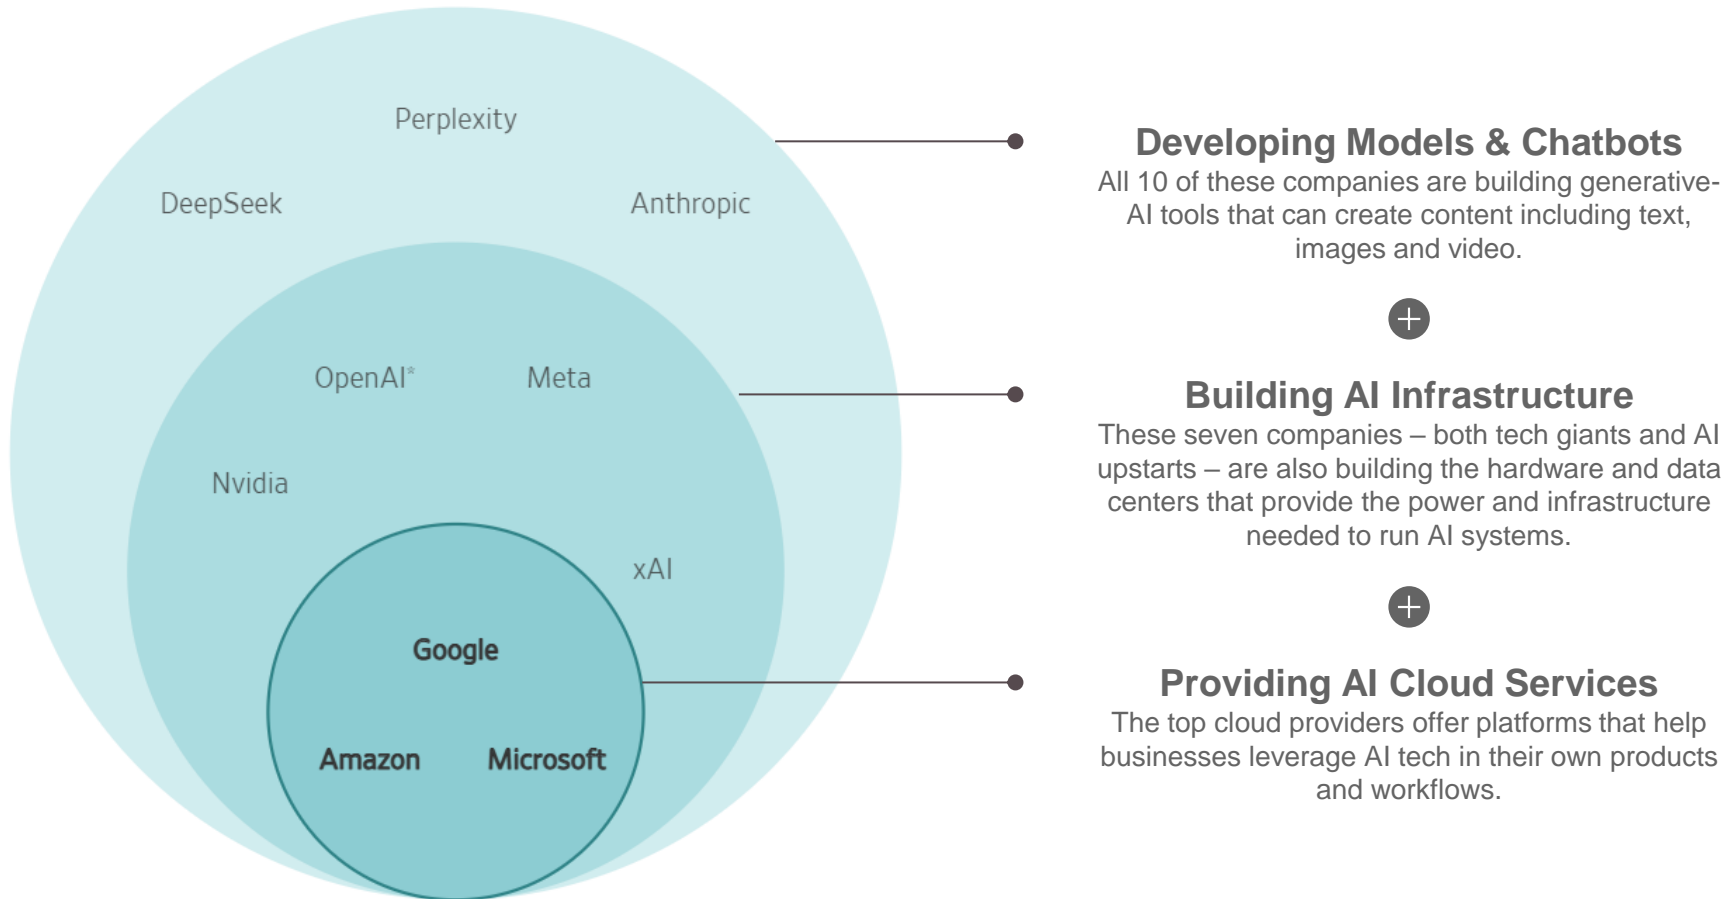 Perplexity
DeepSeek
Anthropic
OpenAI*
Meta
Nvidia
xAI
Google
Amazon
Microsoft
Developing Models & Chatbots
All 10 of these companies are building generative-
AI tools that can create content including text,
images and video.
Building AI Infrastructure
These seven companies – both tech giants and AI
upstarts – are also building the hardware and data
centers that provide the power and infrastructure
needed to run AI systems.
Providing AI Cloud Services
The top cloud providers offer platforms that help
businesses leverage AI tech in their own products
and workflows.